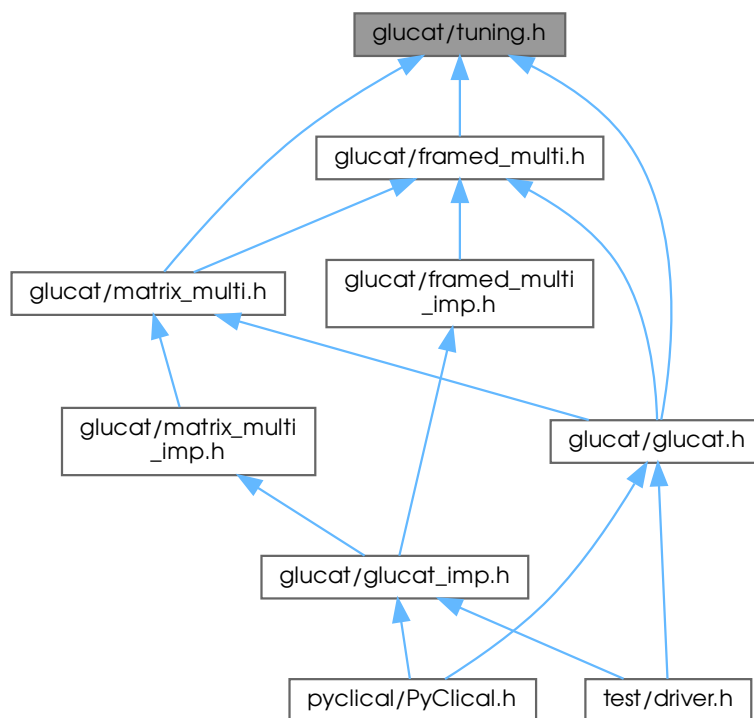 glucat/tuning.h
glucat/framed_multi.h
glucat/matrix_multi.h
glucat/framed_multi
_imp.h
glucat/matrix_multi
_imp.h
glucat/glucat.h
glucat/glucat_imp.h
pyclical/PyClical.h
test/driver.h